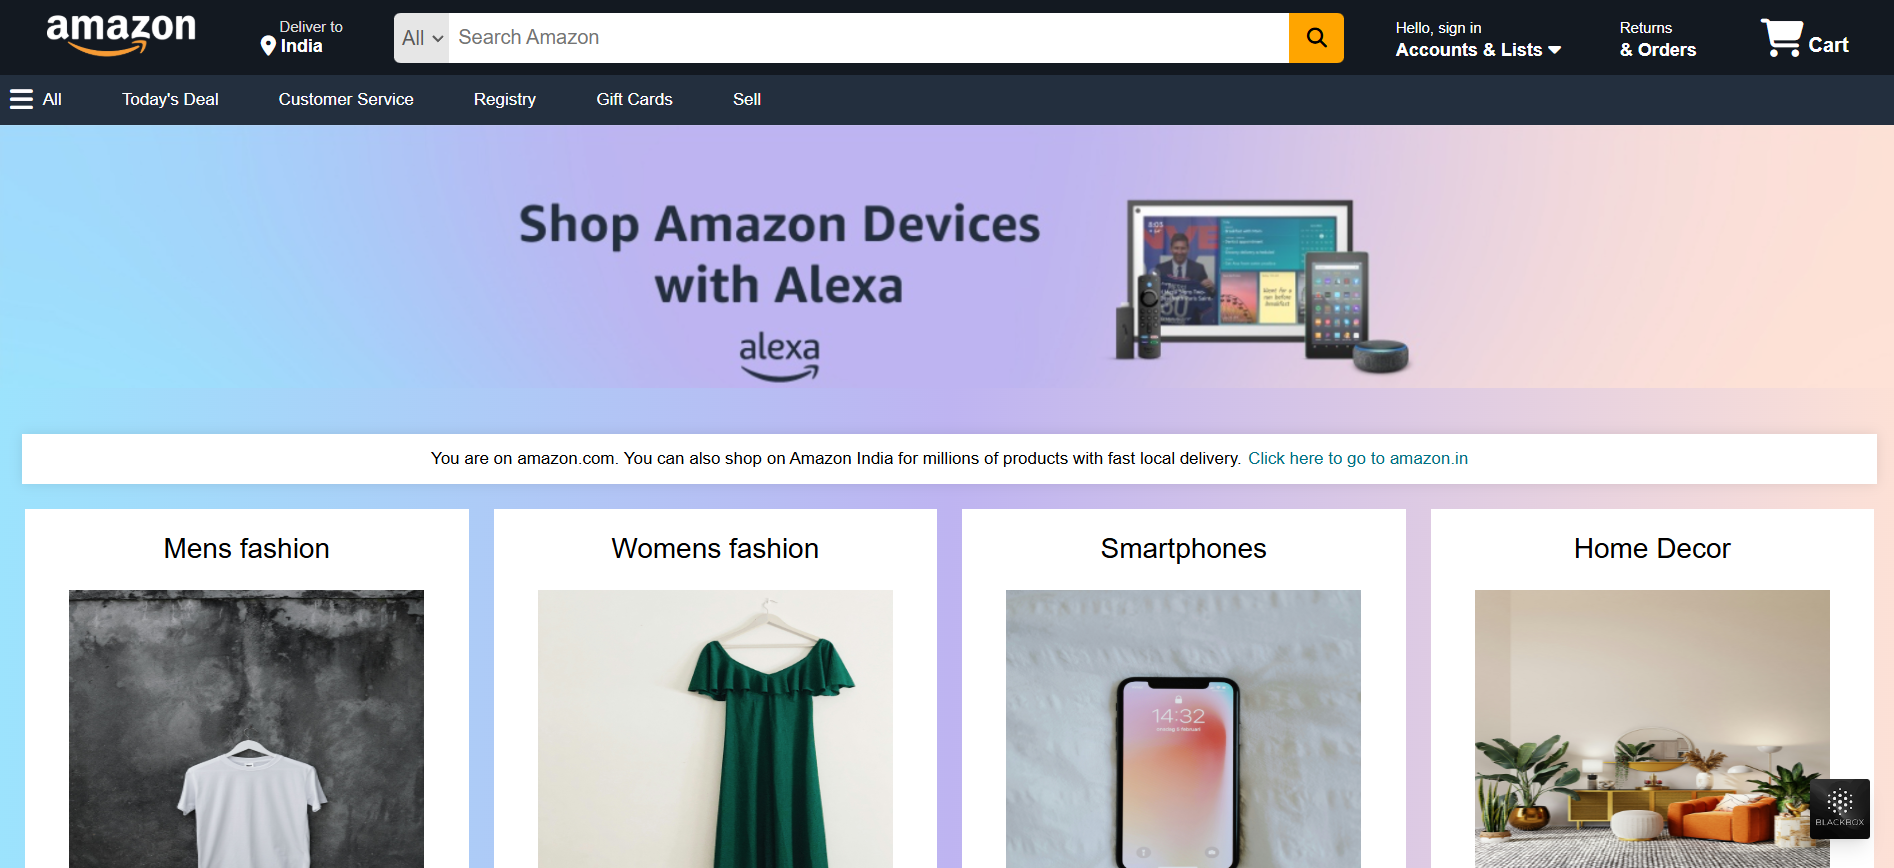 amazon
Deliver to
India
All
Search Amazon
Hello, sign in
Accounts & Lists
Returns
& Orders
Cart
All
Today's Deal
Customer Service
Registry
Gift Cards
Sell
Shop Amazon Devices
with Alexa
alexa
8:05
You are on amazon.com. You can also shop on Amazon India for millions of products with fast local delivery. Click here to go to amazon.in
Mens fashion
Womens fashion
Smartphones
Home Decor
14:32
BLACKBOX